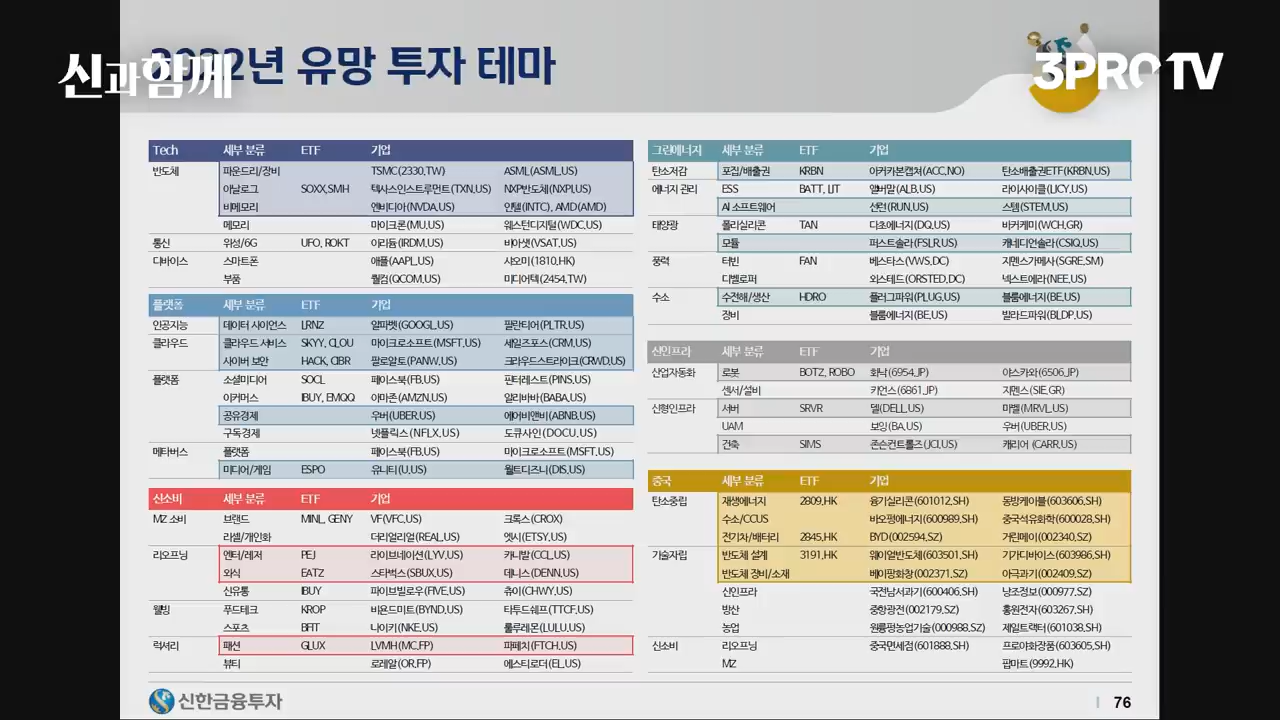 신과함께
2022년 유망 투자 테마
3PROTV
Tech 세부 분류 ETF 기업
반도체 파운드리/장비 TSMC(2330,TW) ASML(ASML,US)
아날로그 SOXX,SMH 텍사스인스트루먼트(TXN,US) NXP반도체(NXPI,US)
비메모리 엔비디아(NVDA,US) 인텔(INTC), AMD(AMD)
메모리 마이크론(MU,US) 웨스턴디지털(WDC,US)
통신 위성/6G UFO, ROKT 이리듐(IRDM,US) 비아샛(VSAT,US)
디바이스 스마트폰 애플(AAPL,US) 샤오미(1810,HK)
부품 퀄컴(QCOM,US) 미디어텍(2454,TW)
플랫폼 세부 분류 ETF 기업
인공지능 데이터 사이언스 LRNZ 알파벳(GOOGL,US) 팔란티어(PLTR,US)
클라우드 클라우드 서비스 SKYY, CLOU 마이크로소프트(MSFT,US) 세일즈포스(CRM,US)
사이버 보안 HACK, CIBR 팔로알토(PANW,US) 크라우드스트라이크(CRWD,US)
플랫폼 소셜미디어 SOCL 페이스북(FB,US) 핀터레스트(PINS,US)
이커머스 IBUY, EMQQ 아마존(AMZN,US) 알리바바(BABA,US)
공유경제 우버(UBER,US) 에어비앤비(ABNB,US)
구독경제 넷플릭스(NFLX,US) 도큐사인(DOCU,US)
메타버스 플랫폼 페이스북(FB,US) 마이크로소프트(MSFT,US)
미디어/게임 ESPO 유니티(U,US) 월트디즈니(DIS,US)
신소비 세부 분류 ETF 기업
MZ 소비 브랜드 MINL, GENY VF(VFC,US) 크록스(CROX)
리셀/개인화 더리얼리얼(REAL,US) 엣시(ETSY,US)
리오프닝 엔터/레저 PEJ 라이브네이션(LYV,US) 카니발(CCL,US)
외식 EATZ 스타벅스(SBUX,US) 데니스(DENN,US)
신유통 IBUY 파이브빌로우(FIVE,US) 츄이(CHWY,US)
웰빙 푸드테크 KROP 비욘드미트(BYND,US) 타투드쉐프(TTCF,US)
스포츠 BFIT 나이키(NKE,US) 룰루레몬(LULU,US)
럭셔리 패션 GLUX LVMH(MC,FP) 파페치(FTCH,US)
뷰티 로레알(OR,FP) 에스티로더(EL,US)
그린에너지 세부 분류 ETF 기업
탄소저감 포집/배출권 KRBN 아커카본캡처(ACC,NO) 탄소배출권ETF(KRBN,US)
에너지 관리 ESS BATT, LIT 앨버말(ALB,US) 라이사이클(LICY,US)
AI 소프트웨어 선런(RUN,US) 스템(STEM,US)
태양광 폴리실리콘 TAN 다초에너지(DQ,US) 바커케미(WCH,GR)
모듈 퍼스트솔라(FSLR,US) 캐네디언솔라(CSIQ,US)
풍력 터빈 FAN 베스타스(VWS,DC) 지멘스가메사(SGRE,SM)
디벨로퍼 외스테드(ORSTED,DC) 넥스트에라(NEE,US)
수소 수전해/생산 HDRO 플러그파워(PLUG,US) 블룸에너지(BE,US)
장비 블룸에너지(BE,US) 발라드파워(BLDP,US)
신인프라 세부 분류 ETF 기업
산업자동화 로봇 BOTZ, ROBO 화낙(6954,JP) 야스카와(6506,JP)
센서/설비 키언스(6861,JP) 지멘스(SIE,GR)
신형인프라 서버 SRVR 델(DELL,US) 마벨(MRVL,US)
UAM 보잉(BA,US) 우버(UBER,US)
건축 SIMS 존슨컨트롤즈(JCI,US) 캐리어 (CARR,US)
중국 세부 분류 ETF 기업
탄소중립 재생에너지 2809,HK 융기실리콘(601012,SH) 동방케이블(603606,SH)
수소/CCUS 바오펑에너지(600989,SH) 중국석유화학(600028,SH)
전기차/배터리 2845,HK BYD(002594,SZ) 거린메이(002340,SZ)
기술자립 반도체 설계 3191,HK 웨이얼반도체(603501,SH) 기가디바이스(603986,SH)
반도체 장비/소재 베이팡화창(002371,SZ) 야극과기(002409,SZ)
신인프라 국전남서과기(600406,SH) 낭조정보(000977,SZ)
방산 중항광전(002179,SZ) 홍원전자(603267,SH)
농업 원륭평농업기술(000988,SZ) 제일트랙터(601038,SH)
신소비 리오프닝 중국면세점(601888,SH) 프로야화장품(603605,SH)
MZ 팝마트(9992,HK)
신한금융투자
76